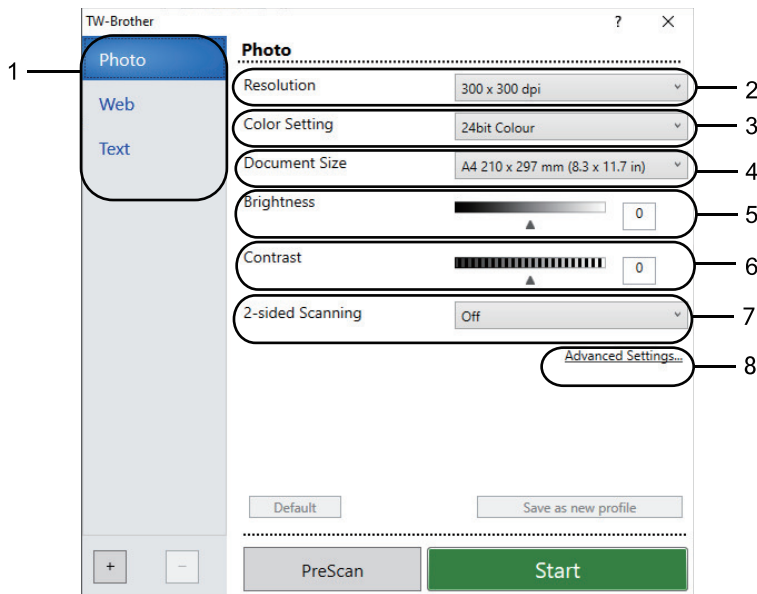 TW-Brother ? ×
Photo
Web
Text
Photo
Resolution 300 x 300 dpi
Color Setting 24bit Colour
Document Size A4 210 x 297 mm (8.3 x 11.7 in)
Brightness 0
Contrast 0
2-sided Scanning Off
Advanced Settings...
Default Save as new profile
+ − PreScan Start
1
2
3
4
5
6
7
8